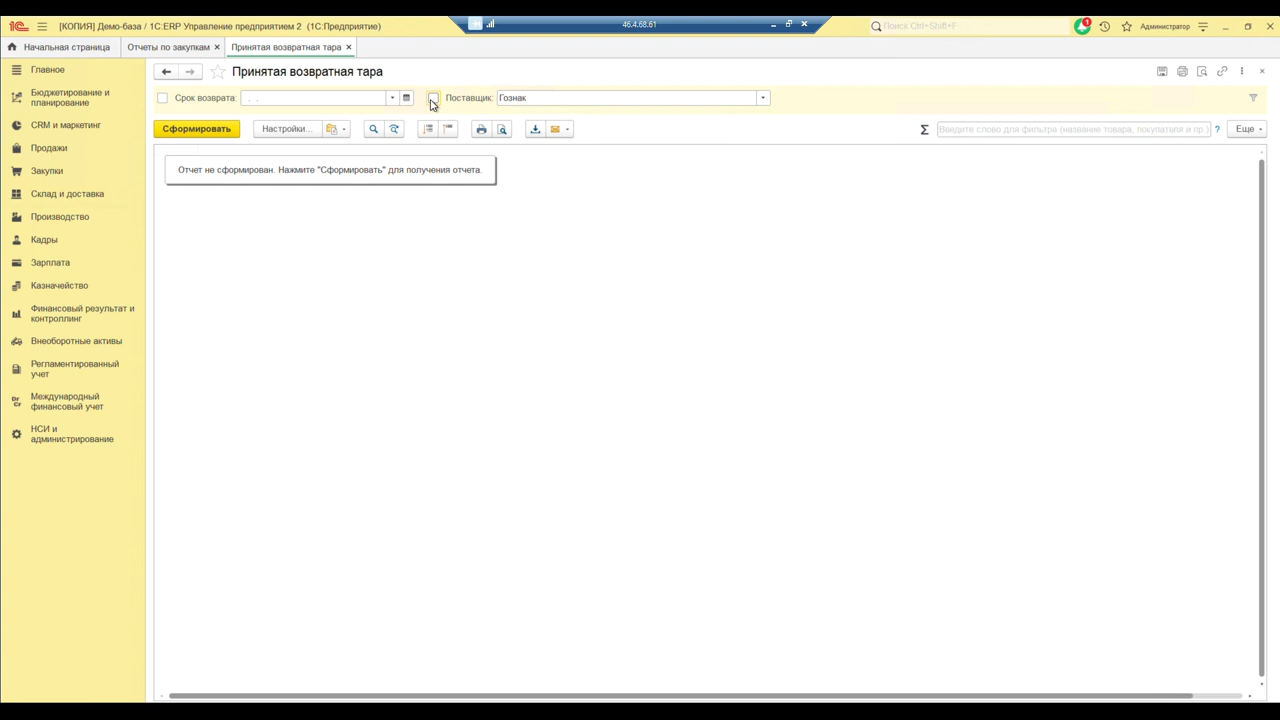 [КОПИЯ] Демо-база / 1С:ERP Управление предприятием 2 (1С:Предприятие)
46.4.68.61
Поиск Ctrl+Shift+F
1
Администратор
Начальная страница
Отчеты по закупкам
Принятая возвратная тара
Главное
Бюджетирование и
планирование
CRM и маркетинг
Продажи
Закупки
Склад и доставка
Производство
Кадры
Зарплата
Казначейство
Финансовый результат и
контроллинг
Внеоборотные активы
Регламентированный
учет
Международный
финансовый учет
НСИ и
администрирование
Принятая возвратная тара
Срок возврата: . .
Поставщик: Гознак
Сформировать
Настройки...
Σ
Введите слово для фильтра (название товара, покупателя и пр.)
?
Еще
Отчет не сформирован. Нажмите "Сформировать" для получения отчета.